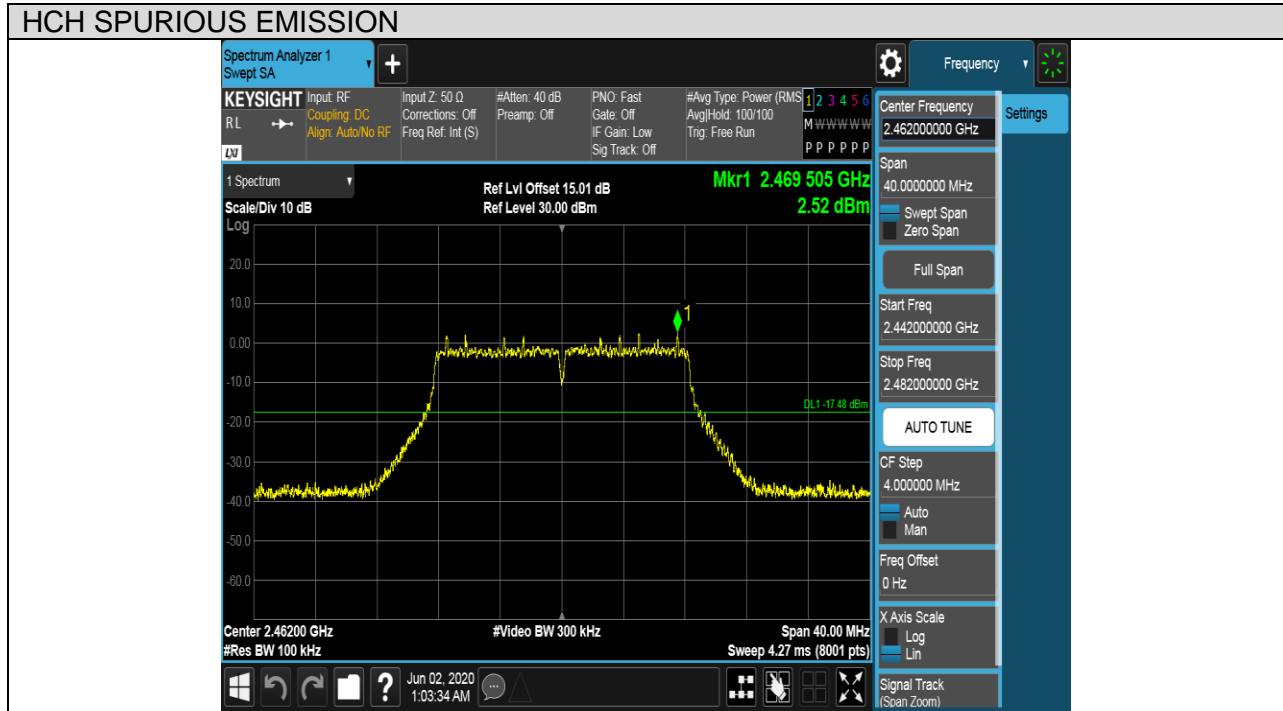 HCH SPURIOUS EMISSION
Spectrum Analyzer 1
Swept SA
+
Frequency
KEYSIGHT
RL
LXI
Input: RF
Coupling: DC
Align: Auto/No RF
Input Z: 50 Ω
Corrections: Off
Freq Ref: Int (S)
#Atten: 40 dB
Preamp: Off
PNO: Fast
Gate: Off
IF Gain: Low
Sig Track: Off
#Avg Type: Power (RMS
Avg|Hold: 100/100
Trig: Free Run
1 2 3 4 5 6
M W W W W W
P P P P P P
1 Spectrum
Scale/Div 10 dB
Log
Ref Lvl Offset 15.01 dB
Ref Level 30.00 dBm
Mkr1 2.469 505 GHz
2.52 dBm
20.0
10.0
0.00
-10.0
-20.0
-30.0
-40.0
-50.0
-60.0
1
DL1 -17.48 dBm
Center 2.46200 GHz
#Res BW 100 kHz
#Video BW 300 kHz
Span 40.00 MHz
Sweep 4.27 ms (8001 pts)
?
Jun 02, 2020
1:03:34 AM
Center Frequency
2.462000000 GHz
Settings
Span
40.0000000 MHz
Swept Span
Zero Span
Full Span
Start Freq
2.442000000 GHz
Stop Freq
2.482000000 GHz
AUTO TUNE
CF Step
4.000000 MHz
Auto
Man
Freq Offset
0 Hz
X Axis Scale
Log
Lin
Signal Track
(Span Zoom)